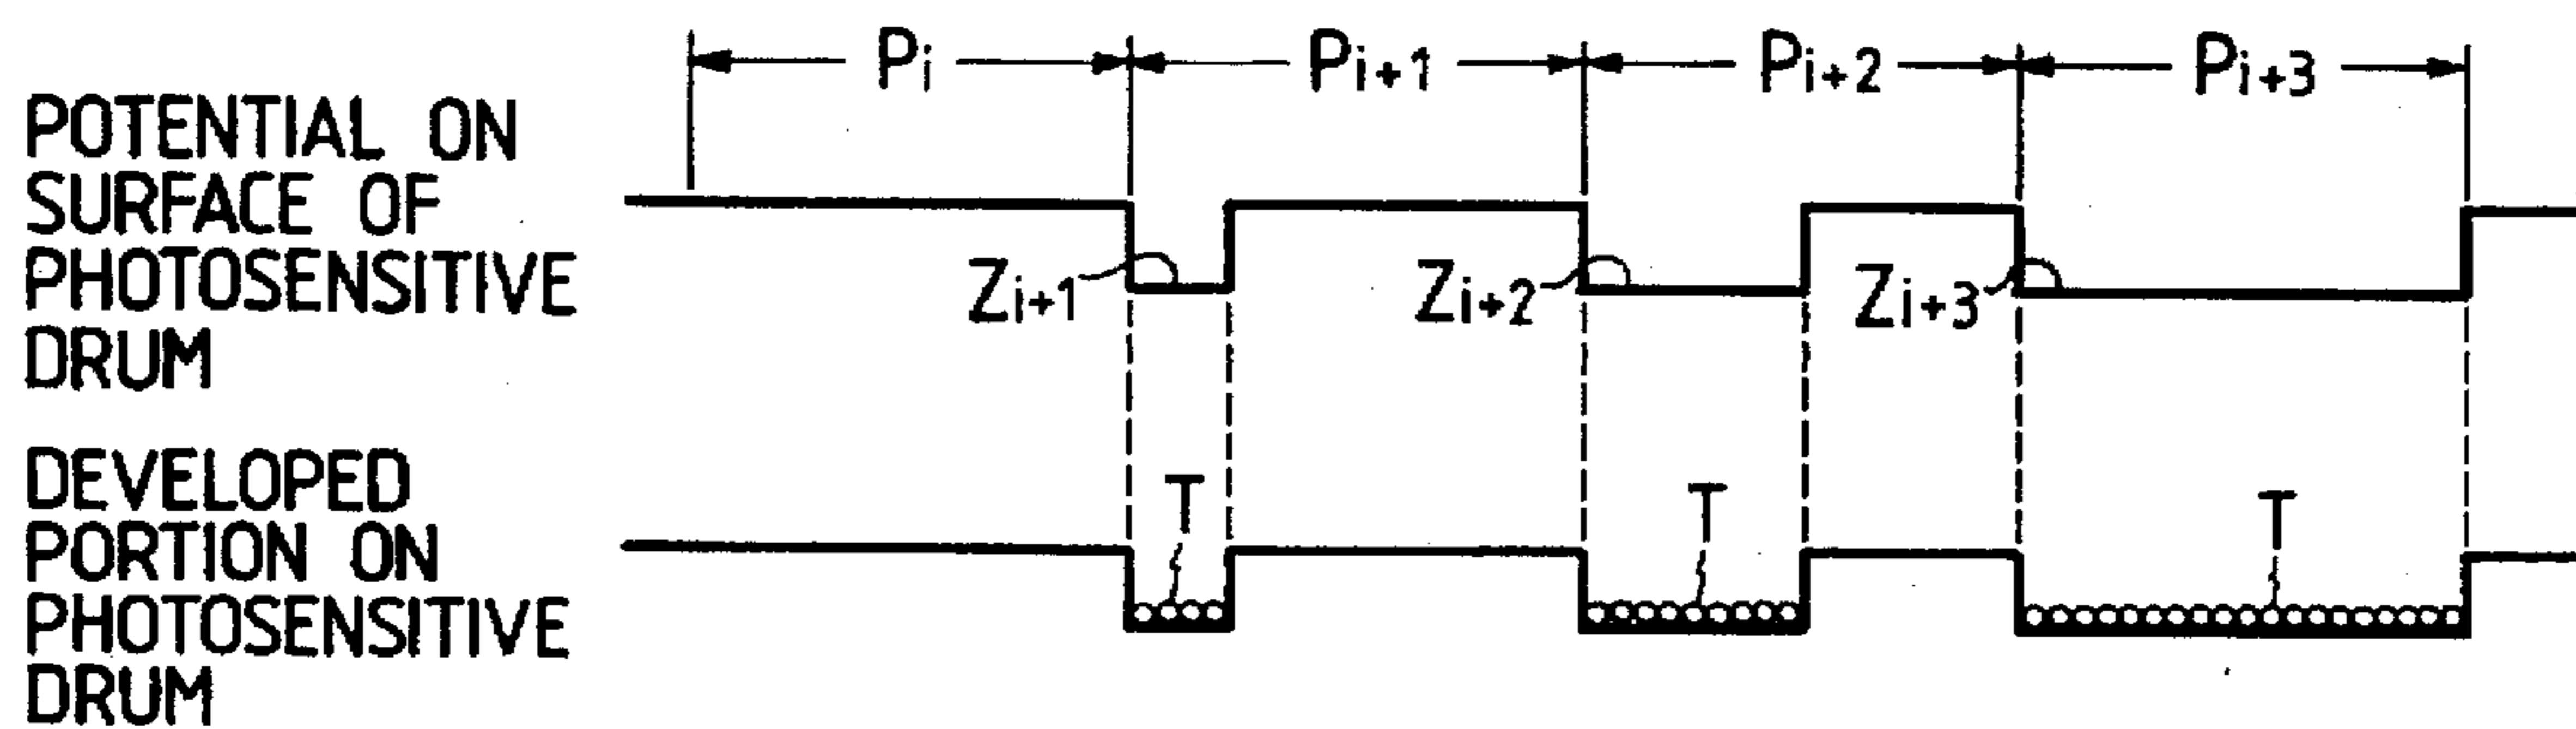 Pi Pi+1 Pi+2 Pi+3
POTENTIAL ON
SURFACE OF
PHOTOSENSITIVE
DRUM
Zi+1 Zi+2 Zi+3
DEVELOPED
PORTION ON
PHOTOSENSITIVE
DRUM
T T T